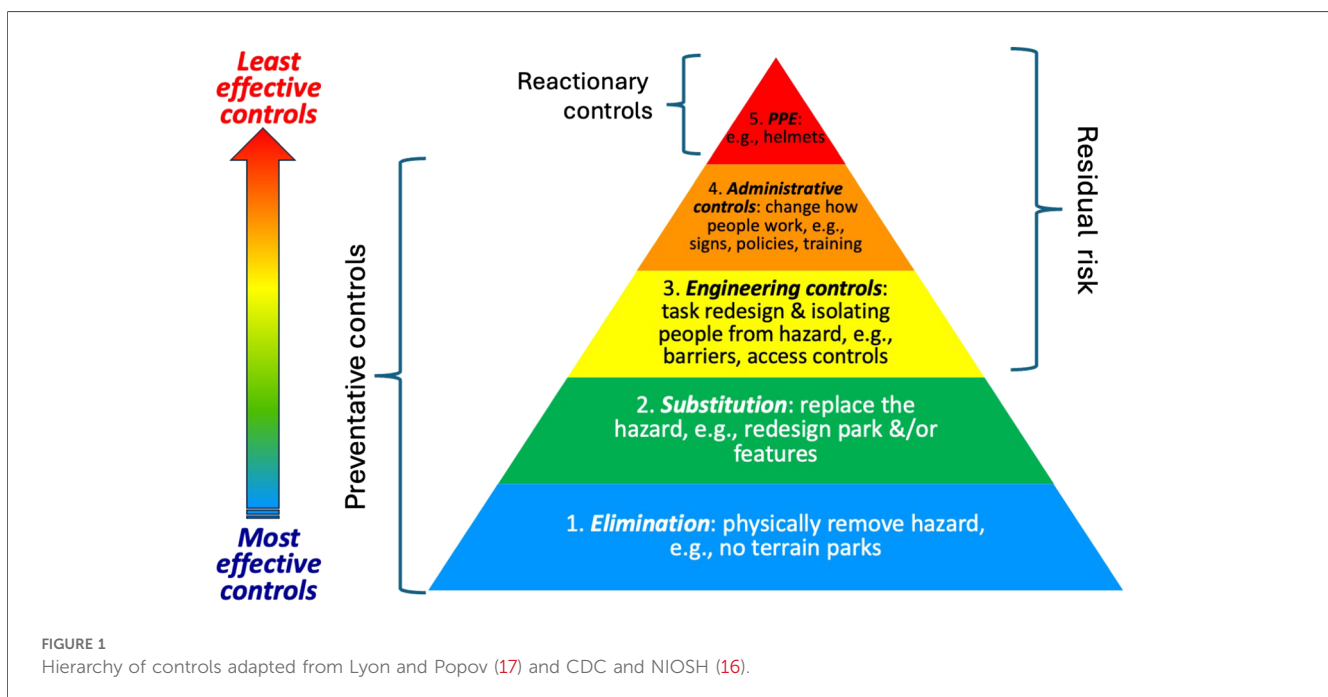 Least
effective
controls
Most
effective
controls
Preventative controls
Reactionary
controls
5. PPE:
e.g., helmets
4. Administrative
controls: change how
people work, e.g.,
signs, policies, training
3. Engineering controls:
task redesign & isolating
people from hazard, e.g.,
barriers, access controls
2. Substitution: replace the
hazard, e.g., redesign park &/or
features
1. Elimination: physically remove hazard,
e.g., no terrain parks
Residual risk
FIGURE 1
Hierarchy of controls adapted from Lyon and Popov (17) and CDC and NIOSH (16).